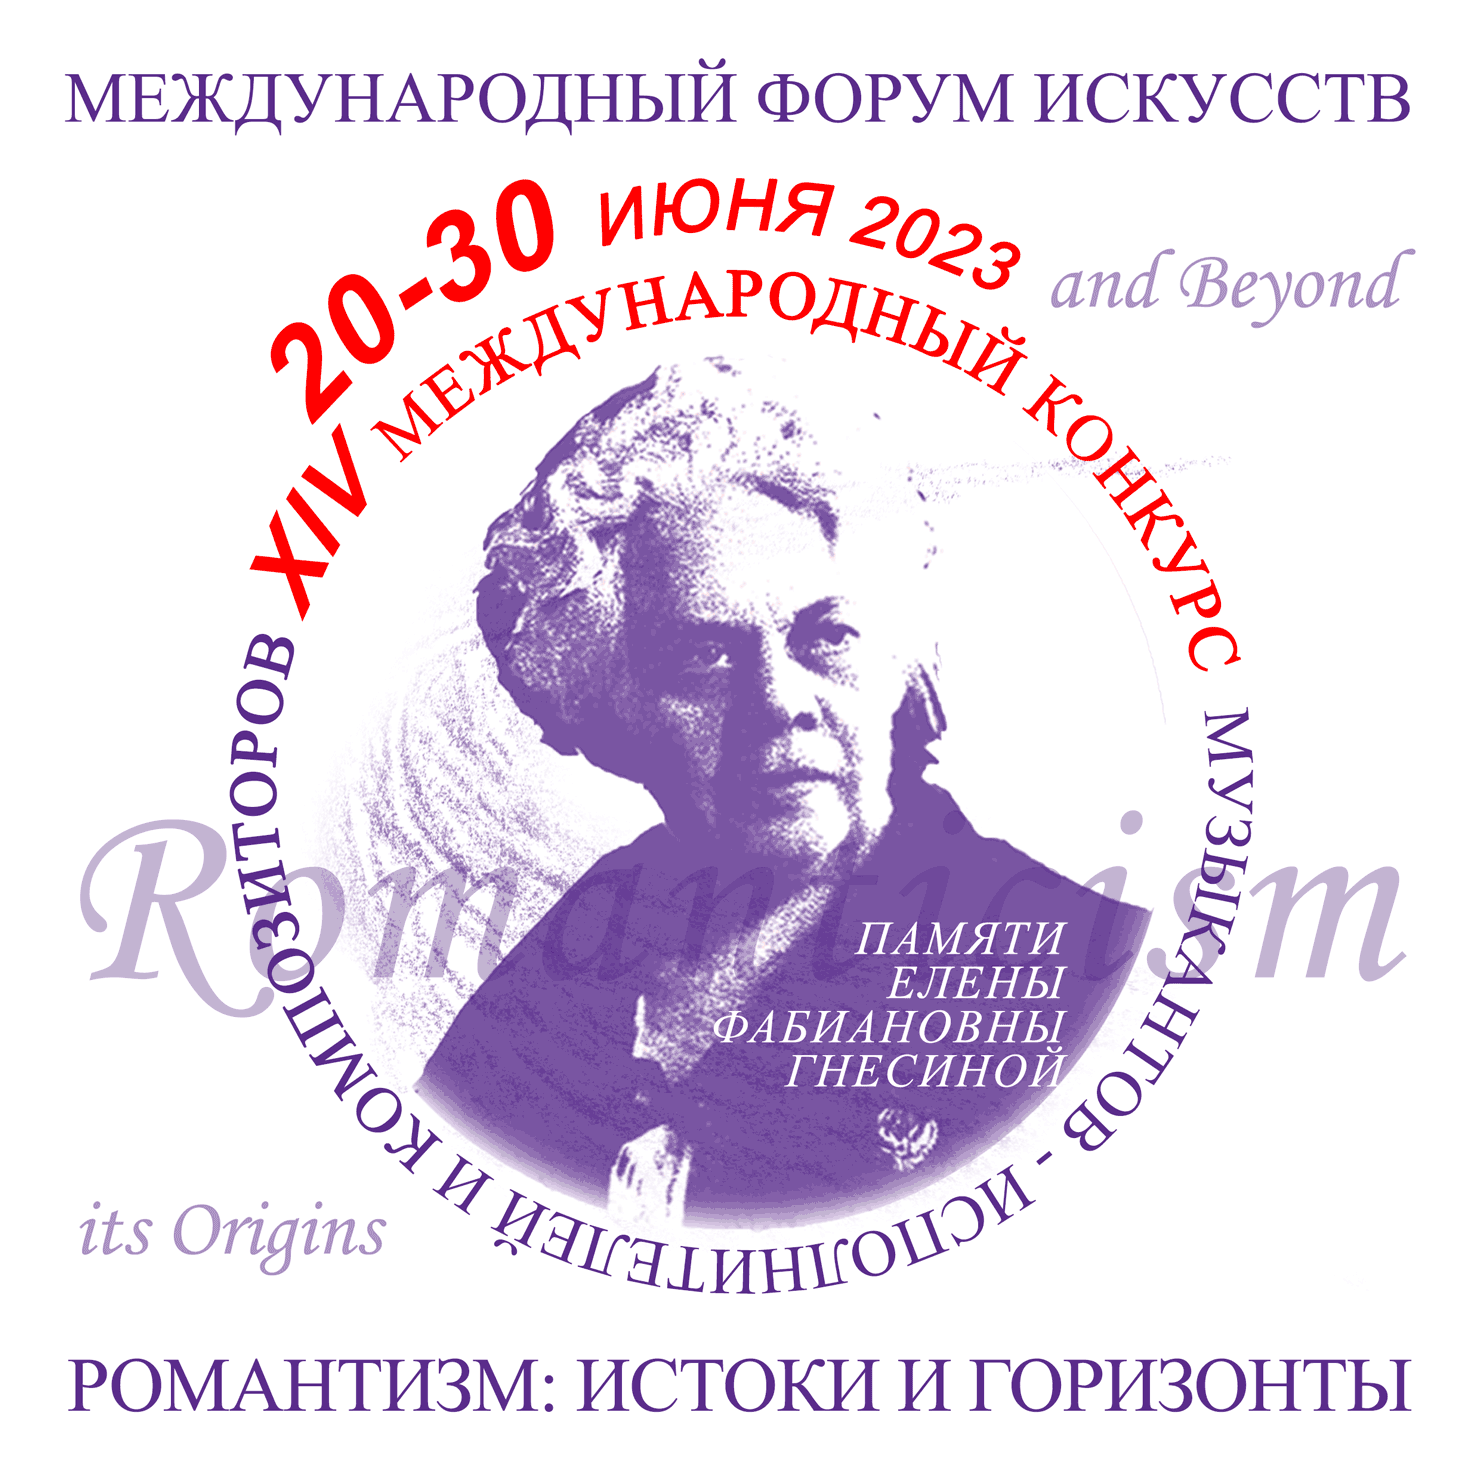 МЕЖДУНАРОДНЫЙ ФОРУМ ИСКУССТВ
20-30 ИЮНЯ 2023
XIV МЕЖДУНАРОДНЫЙ КОНКУРС МУЗЫКАНТОВ - ИСПОЛНИТЕЛЕЙ И КОМПОЗИТОРОВ
and Beyond
Romanticism
ПАМЯТИ
ЕЛЕНЫ
ФАБИАНОВНЫ
ГНЕСИНОЙ
its Origins
РОМАНТИЗМ: ИСТОКИ И ГОРИЗОНТЫ